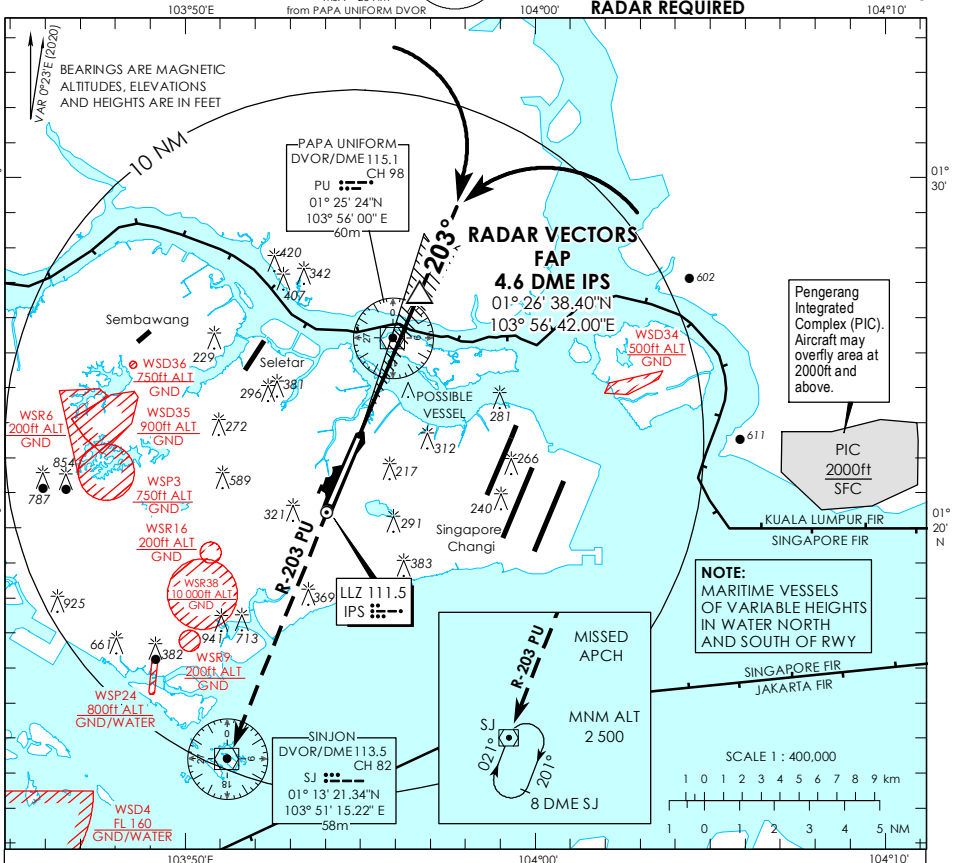 103°50'E
from PAPA UNIFORM DVOR
104°00'
RADAR REQUIRED
104°10'
VAR 0°23'E (2020)
BEARINGS ARE MAGNETIC
ALTITUDES, ELEVATIONS
AND HEIGHTS ARE IN FEET
10 NM
PAPA UNIFORM
DVOR/DME 115.1
CH 98
PU
01° 25' 24"N
103° 56' 00" E
60m
01°
30'
203°
RADAR VECTORS
FAP
4.6 DME IPS
01° 26' 38.40"N
103° 56' 42.00"E
420
342
407
602
Sembawang
229
Seletar
WSD36
750ft ALT
GND
296
381
WSD34
500ft ALT
GND
Pengerang
Integrated
Complex (PIC).
Aircraft may
overfly area at
2000ft and
above.
POSSIBLE
VESSEL
281
WSR6
200ft ALT
GND
WSD35
900ft ALT
GND
272
312
611
854
787
WSP3
750ft ALT
GND
589
217
266
240
PIC
2000ft
SFC
321
291
Singapore
Changi
01°
20'
N
KUALA LUMPUR FIR
SINGAPORE FIR
WSR16
200ft ALT
GND
R-203 PU
383
WSR38
10 000ft ALT
GND
LLZ 111.5
IPS
369
925
NOTE:
MARITIME VESSELS
OF VARIABLE HEIGHTS
IN WATER NORTH
AND SOUTH OF RWY
661
382
941
713
WSR9
200ft ALT
GND
SINGAPORE FIR
JAKARTA FIR
WSP24
800ft ALT
GND/WATER
R-203 PU
MISSED
APCH
SJ
MNM ALT
2 500
021°
201°
8 DME SJ
SINJON
DVOR/DME 113.5
CH 82
SJ
01° 13' 21.34"N
103° 51' 15.22" E
58m
0
9
18
27
WSD4
FL 160
GND/WATER
SCALE 1 : 400,000
1 0 1 2 3 4 5 6 7 8 9 km
1 0 1 2 3 4 5 NM
103°50'E
104°00'
104°10'